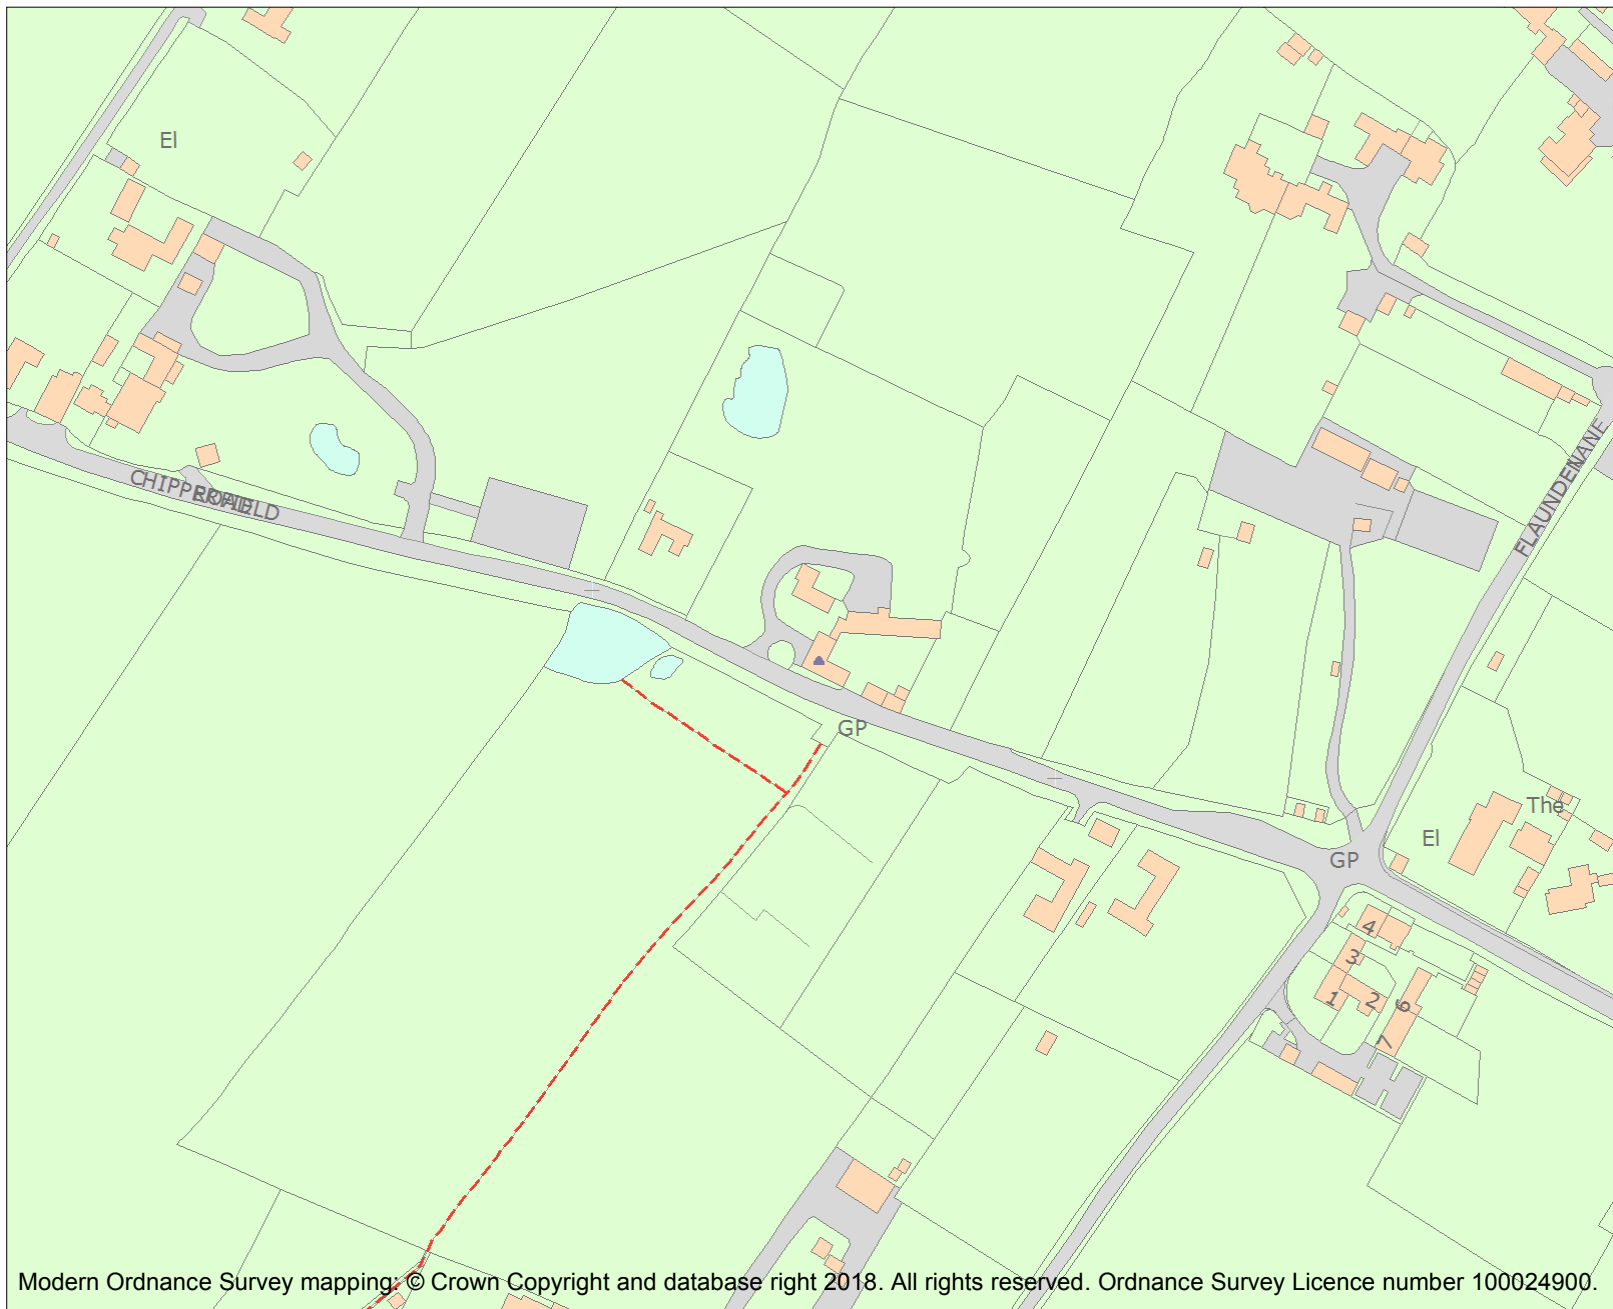 El
CHIPPERFIELD
ROAD
FLAUNDEN
LANE
GP
The
El
GP
4
3
1
2
6
7
Modern Ordnance Survey mapping: © Crown Copyright and database right 2018. All rights reserved. Ordnance Survey Licence number 100024900.